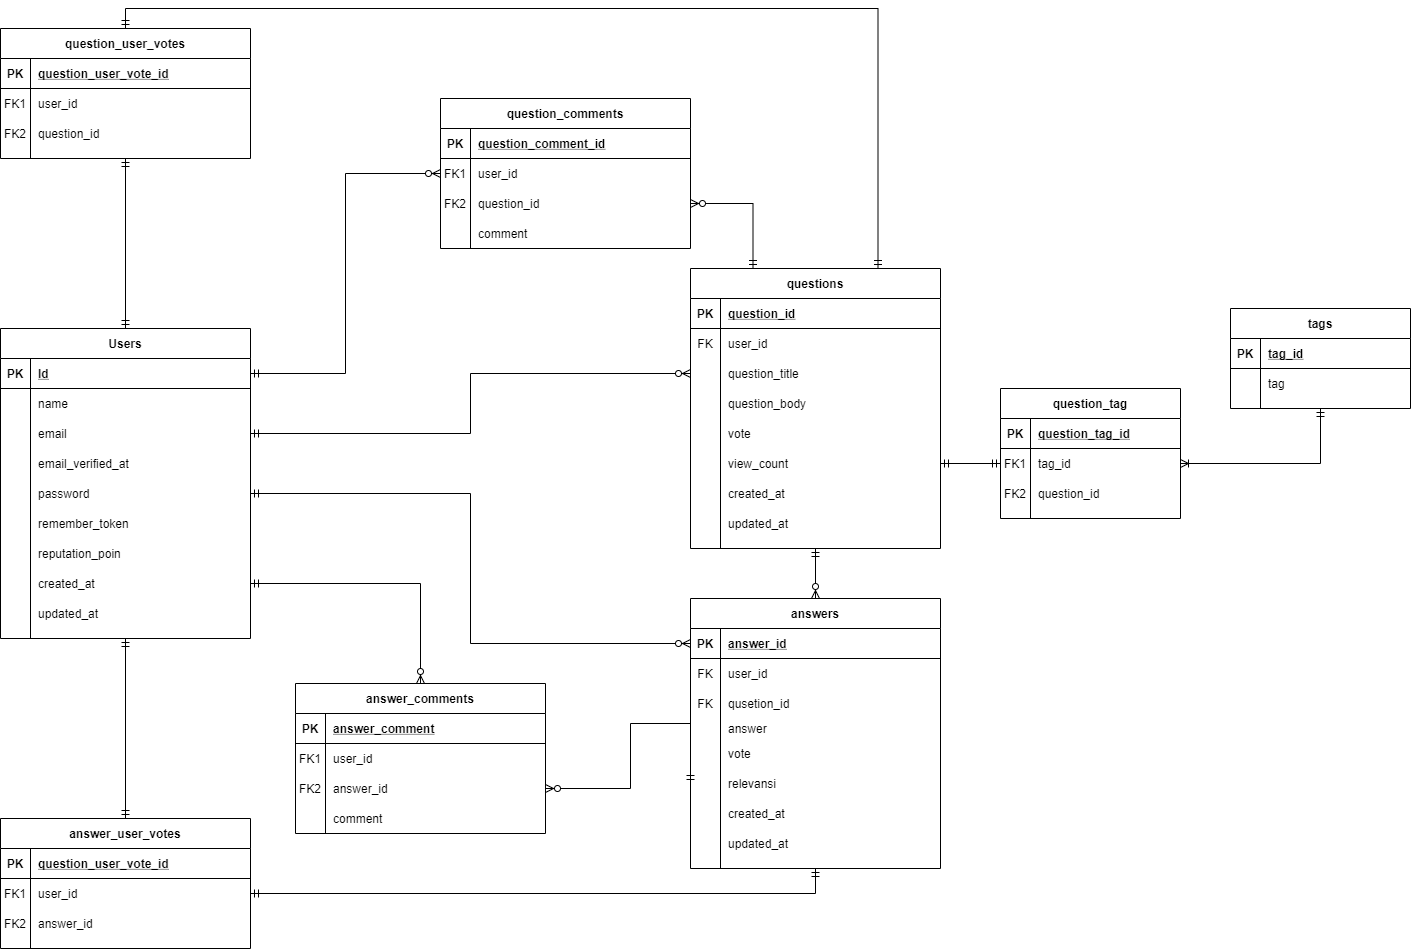 question_user_votes
PK question_user_vote_id
FK1 user_id
FK2 question_id
question_comments
PK question_comment_id
FK1 user_id
FK2 question_id
comment
questions
PK question_id
FK user_id
question_title
question_body
vote
view_count
created_at
updated_at
tags
PK tag_id
tag
question_tag
PK question_tag_id
FK1 tag_id
FK2 question_id
Users
PK Id
name
email
email_verified_at
password
remember_token
reputation_poin
created_at
updated_at
answers
PK answer_id
FK user_id
FK qusetion_id
answer
vote
relevansi
created_at
updated_at
answer_comments
PK answer_comment
FK1 user_id
FK2 answer_id
comment
answer_user_votes
PK question_user_vote_id
FK1 user_id
FK2 answer_id